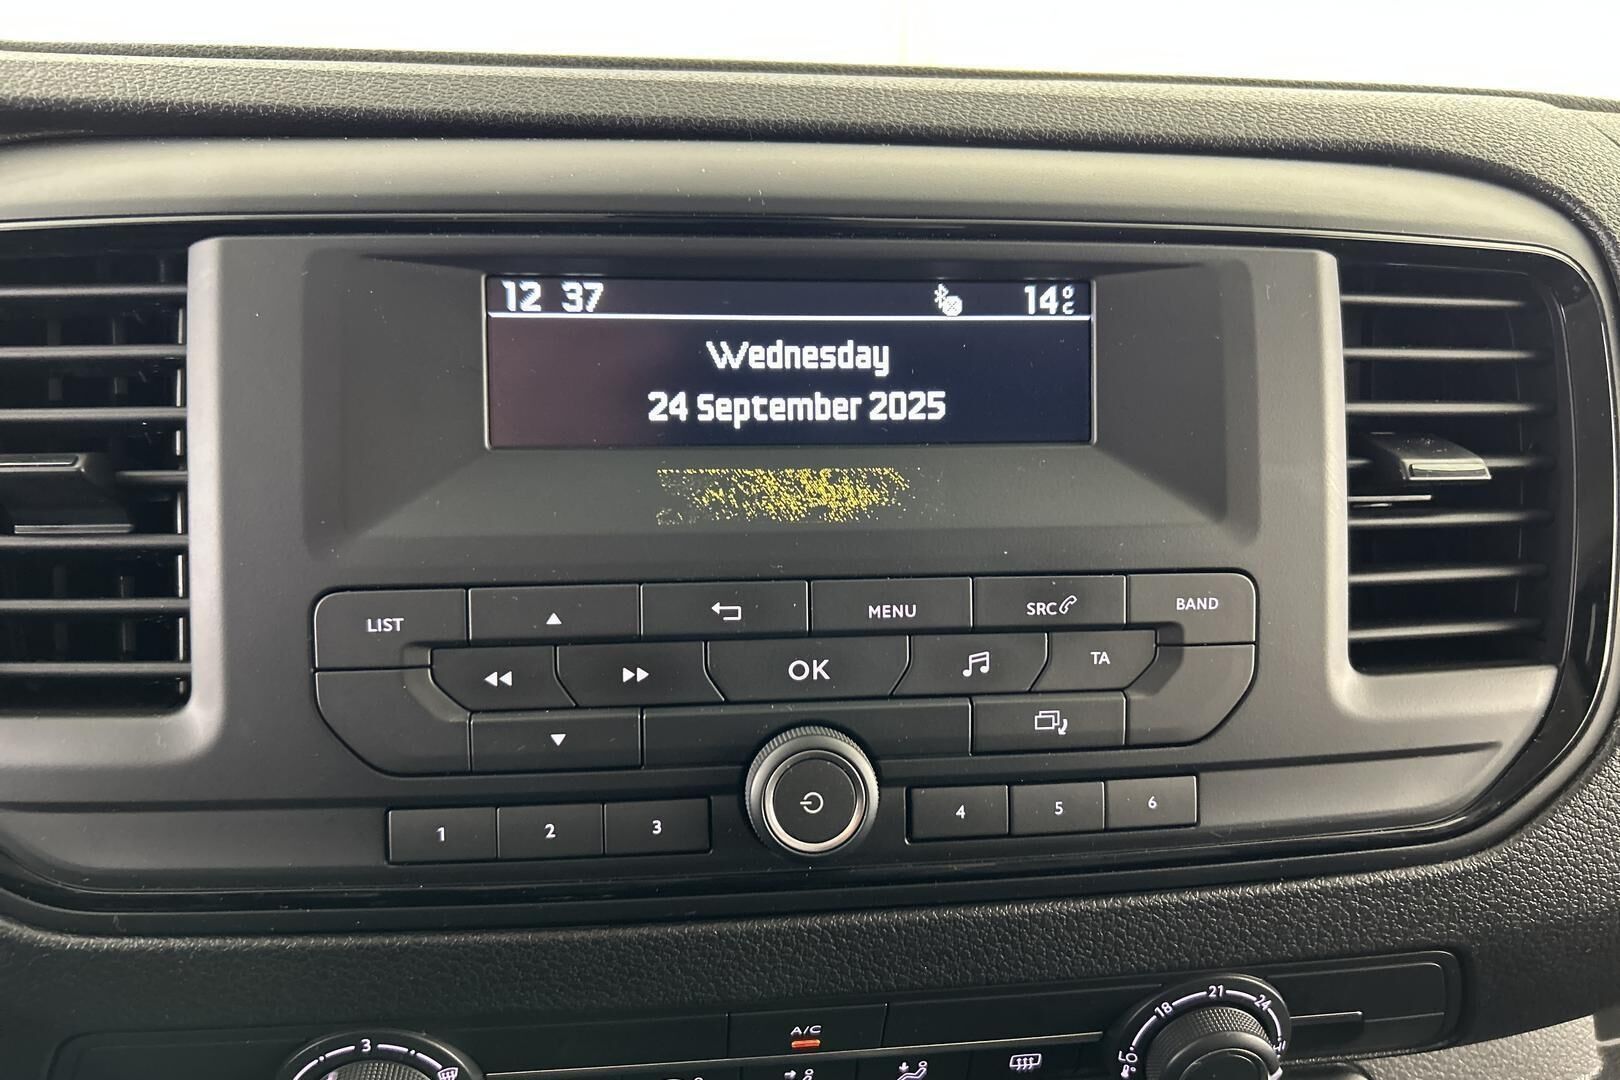 12 37 14°C
Wednesday
24 September 2025
LIST
MENU
SRC
BAND
OK
TA
1 2 3 4 5 6
A/C
3
18 21 24